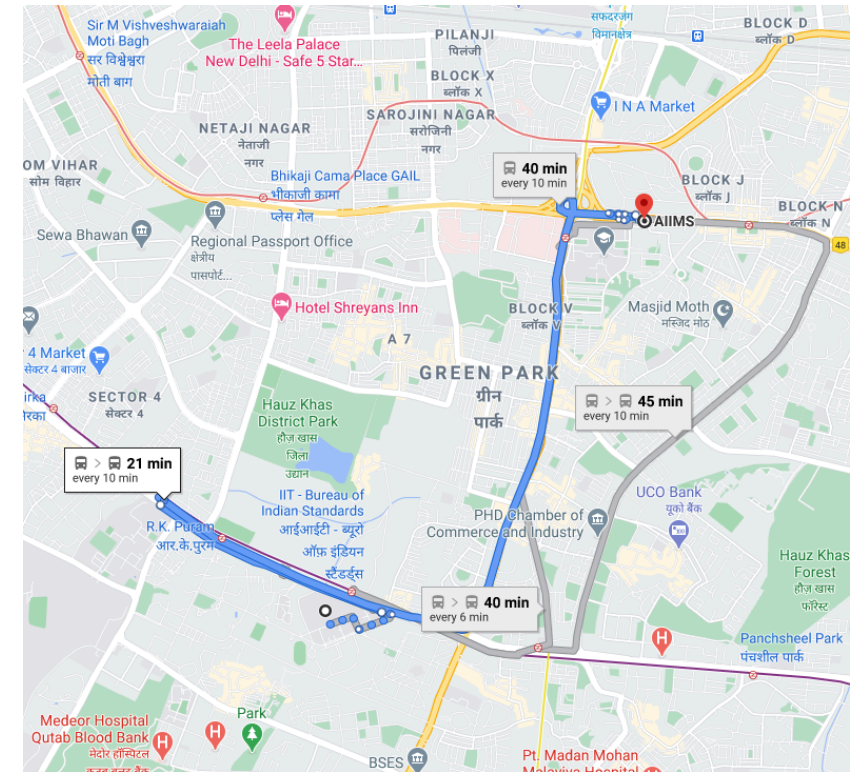 Sir M Vishveshwaraiah
Moti Bagh
सर विश्वेश्वरा
मोती बाग
The Leela Palace
New Delhi - Safe 5 Star...
PILANJI
पिलंजी
सफदरजंग
विमानक्षेत्र
BLOCK D
ब्लॉक D
BLOCK X
ब्लॉक X
I N A Market
NETAJI NAGAR
नेताजी
नगर
SAROJINI NAGAR
सरोजिनी
नगर
OM VIHAR
सोम विहार
Bhikaji Cama Place GAIL
भीकाजी कामा
प्लेस गेल
40 min
every 10 min
BLOCK J
ब्लॉक J
BLOCK N
ब्लॉक N
AIIMS
48
Sewa Bhawan
Regional Passport Office
क्षेत्रीय
पासपोर्ट...
Hotel Shreyans Inn
BLOCK V
ब्लॉक V
Masjid Moth
मस्जिद मोठ
A 7
4 Market
सेक्टर 4 बाजार
GREEN PARK
ग्रीन
पार्क
SECTOR 4
सेक्टर 4
irka
िरका
Hauz Khas
District Park
हौज़ खास
जिला
उद्यान
> 45 min
every 10 min
> 21 min
every 10 min
R.K. Puram
आर.के.पुरम
IIT - Bureau of
Indian Standards
आईआईटी - ब्यूरो
ऑफ़ इंडियन
स्टैंडर्ड्स
PHD Chamber of
Commerce and Industry
UCO Bank
यूको बैंक
Hauz Khas
Forest
हौज़ खास
फॉरेस्ट
> 40 min
every 6 min
Panchsheel Park
पंचशील पार्क
Medeor Hospital
Qutab Blood Bank
मेदोर हॉस्पिटल
Park
BSES
Pt. Madan Mohan
Malaviya Hospital